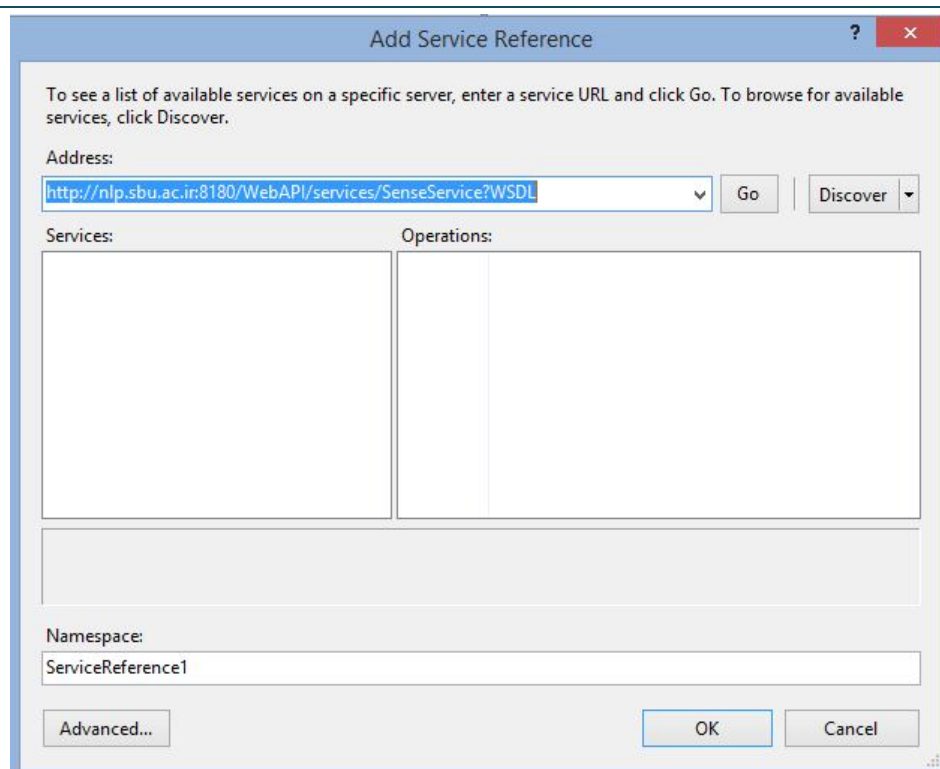 Add Service Reference
?
To see a list of available services on a specific server, enter a service URL and click Go. To browse for available
services, click Discover.
Address:
http://nlp.sbu.ac.ir:8180/WebAPI/services/SenseService?WSDL
Go
Discover
Services:
Operations:
Namespace:
ServiceReference1
Advanced...
OK
Cancel